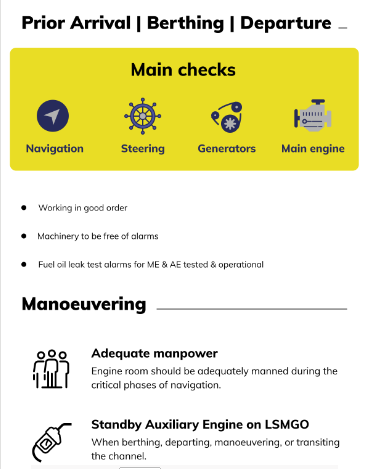 Prior Arrival | Berthing | Departure
Main checks
Navigation Steering Generators Main engine
Working in good order
Machinery to be free of alarms
Fuel oil leak test alarms for ME & AE tested & operational
Manoeuvering
Adequate manpower
Engine room should be adequately manned during the
critical phases of navigation.
Standby Auxiliary Engine on LSMGO
When berthing, departing, manoeuvering, or transiting
the channel.